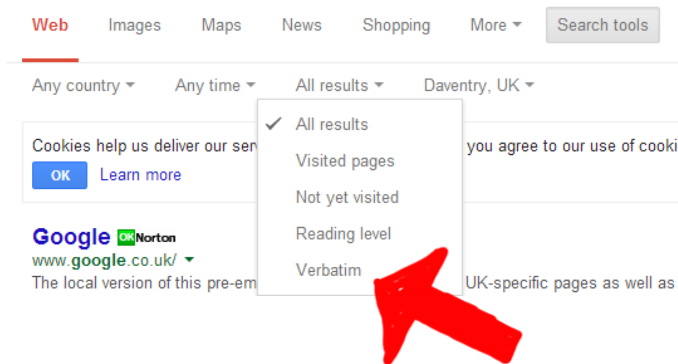 Web Images Maps News Shopping More Search tools
Any country Any time All results Daventry, UK
All results
Visited pages
Not yet visited
Reading level
Verbatim
Cookies help us deliver our ser you agree to our use of cooki
OK Learn more
Google OK Norton
www.google.co.uk/
The local version of this pre-em UK-specific pages as well as